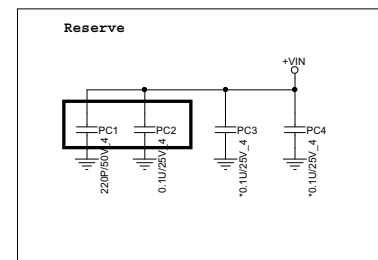 Reserve
+VIN
PC1
PC2
PC3
PC4
220P/50V_4
0.1U/25V_4
*0.1U/25V_4
*0.1U/25V_4